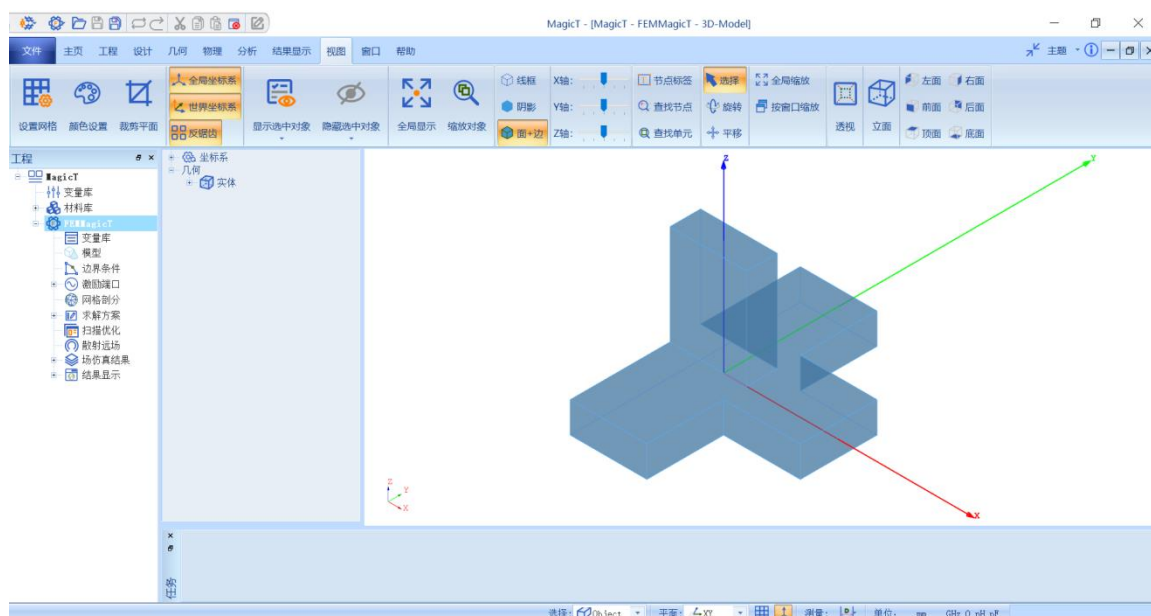 MagicT - [MagicT - FEMMagicT - 3D-Model]
文件 主页 工程 设计 几何 物理 分析 结果显示 视图 窗口 帮助 主题
设置网格 颜色设置 裁剪平面
全局坐标系
世界坐标系
反锯齿
显示选中对象 隐藏选中对象 全局显示 缩放对象
线框 X轴: 节点标签 选择 全局缩放
阴影 Y轴: 查找节点 旋转 按窗口缩放
面+边 Z轴: 查找单元 平移
透视 立面
左面 右面
前面 后面
顶面 底面
工程
MagicT
变量库
材料库
FEMMagicT
变量库
模型
边界条件
激励端口
网格剖分
求解方案
扫描优化
散射远场
场仿真结果
结果显示
坐标系
几何
实体
Z
Y
X
Z
Y
X
任务
选择: Object 平面: XY 测量: 单位: mm GHz Ω nH pF